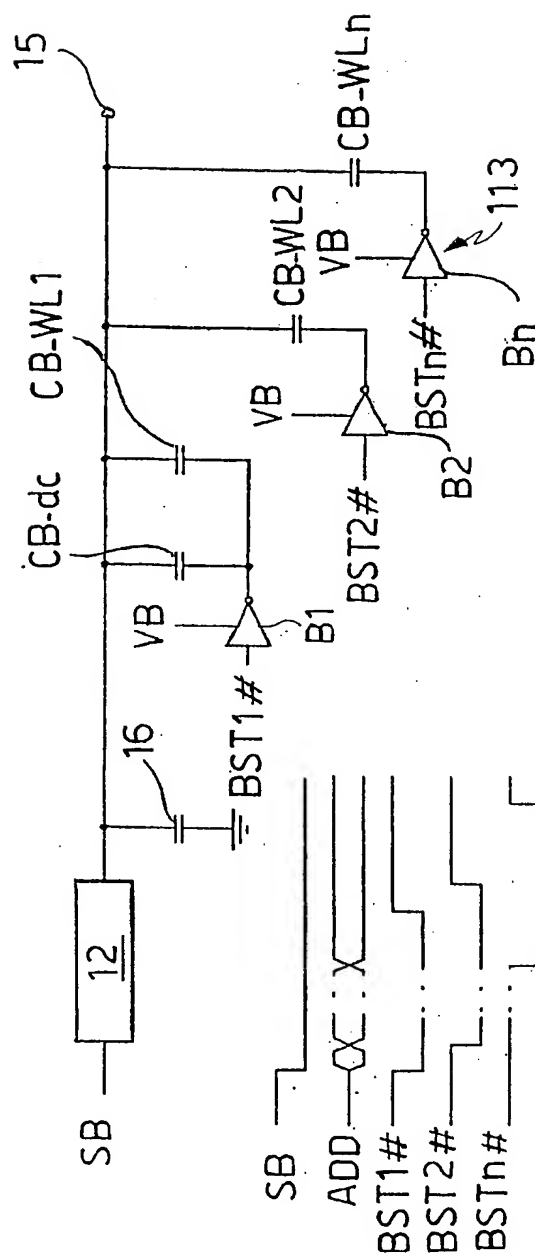 15
CB-WL1
CB-WLn
CB-dc
CB-WL2
12
SB
16
VB
VB
VB
113
BST1#
BST2#
BSTn#
B1
B2
Bn
SB
ADD
BST1#
BST2#
BSTn#